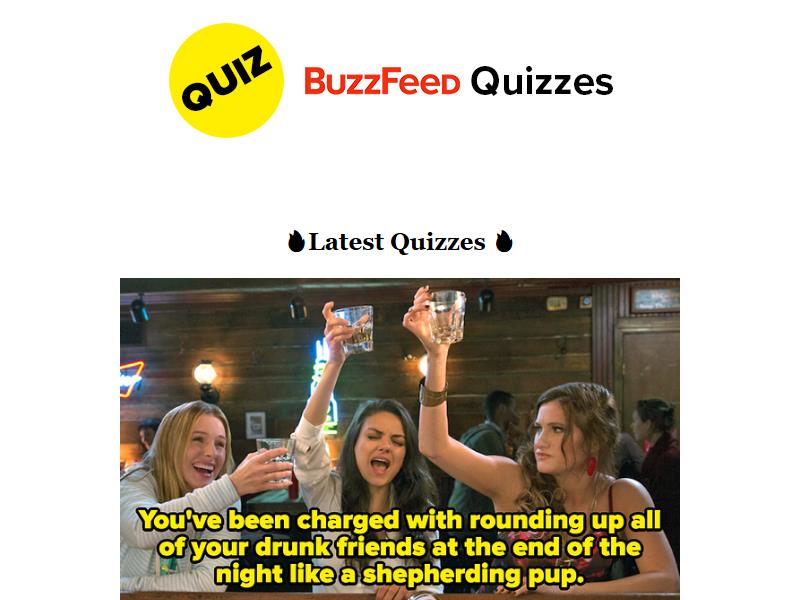 QUIZ
BuzzFeed Quizzes
🔥Latest Quizzes 🔥
You've been charged with rounding up all
of your drunk friends at the end of the
night like a shepherding pup.